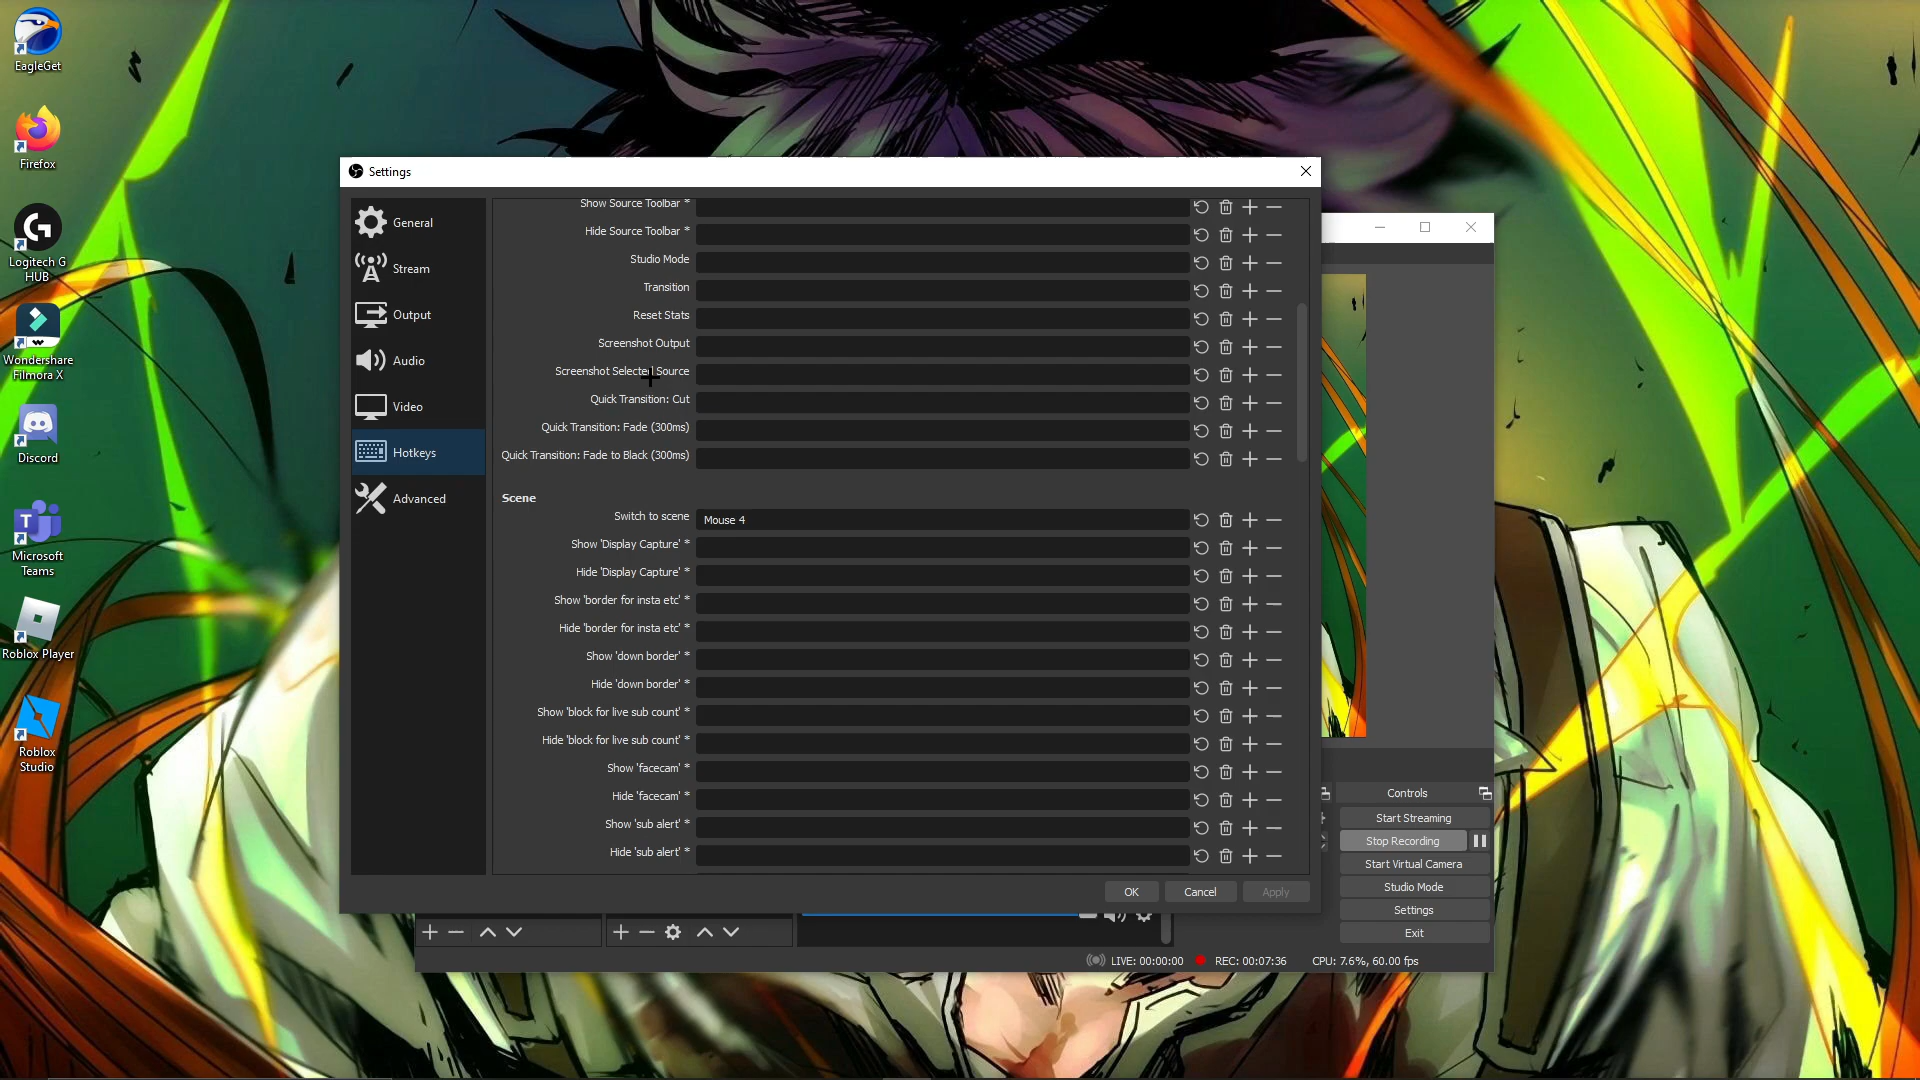 EagleGet
Firefox
Logitech G
HUB
Wondershare
Filmora X
Discord
Microsoft
Teams
Roblox Player
Roblox
Studio
Settings
General
Stream
Output
Audio
Video
Hotkeys
Advanced
Show Source Toolbar *
Hide Source Toolbar *
Studio Mode
Transition
Reset Stats
Screenshot Output
Screenshot Selected Source
Quick Transition: Cut
Quick Transition: Fade (300ms)
Quick Transition: Fade to Black (300ms)
Scene
Switch to scene Mouse 4
Show 'Display Capture' *
Hide 'Display Capture' *
Show 'border for insta etc' *
Hide 'border for insta etc' *
Show 'down border' *
Hide 'down border' *
Show 'block for live sub count' *
Hide 'block for live sub count' *
Show 'facecam' *
Hide 'facecam' *
Show 'sub alert' *
Hide 'sub alert' *
OK Cancel Apply
Controls
Start Streaming
Stop Recording
Start Virtual Camera
Studio Mode
Settings
Exit
LIVE: 00:00:00 REC: 00:07:36 CPU: 7.6%, 60.00 fps